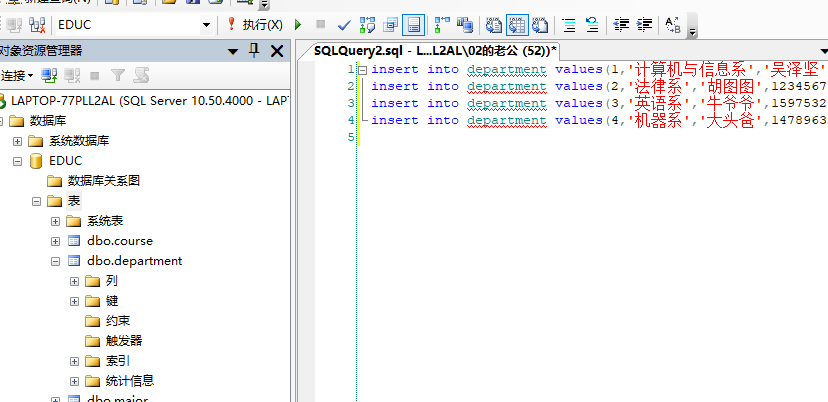 EDUC
执行(X)
对象资源管理器
连接
LAPTOP-77PLL2AL (SQL Server 10.50.4000 - LAP
数据库
系统数据库
EDUC
数据库关系图
表
系统表
dbo.course
dbo.department
列
键
约束
触发器
索引
统计信息
dbo.major
SQLQuery2.sql - L...L2AL\02的老公 (52))*
1 insert into department values(1,'计算机与信息系','吴泽坚'
2 insert into department values(2,'法律系','胡图图',1234567
3 insert into department values(3,'英语系','牛爷爷',1597532
4 insert into department values(4,'机器系','大头爸',1478963
5